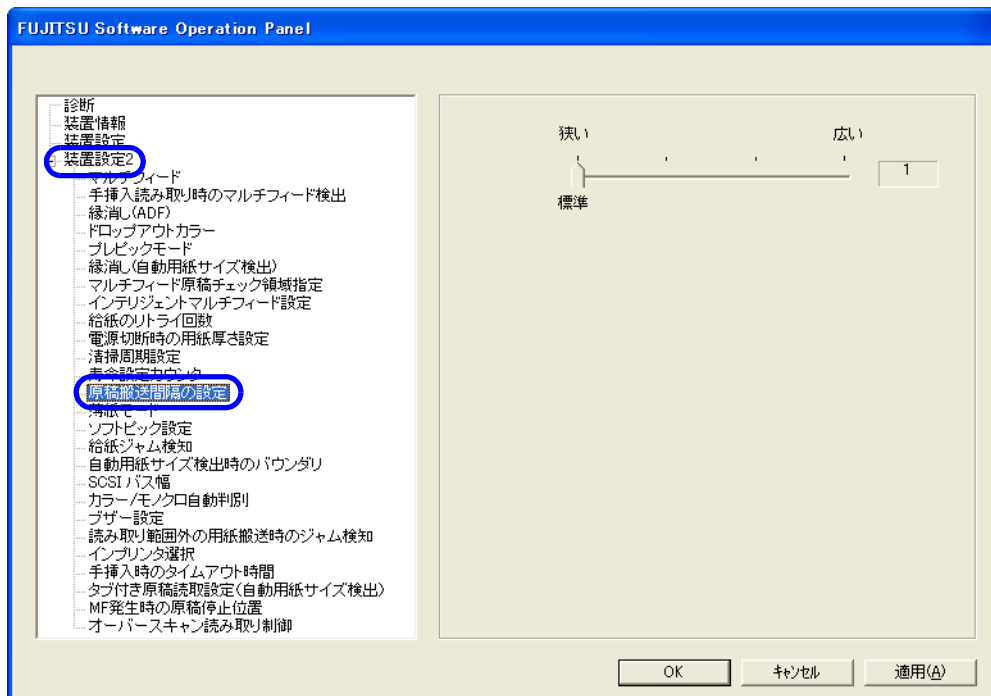 FUJITSU Software Operation Panel
診断
装置情報
装置設定
装置設定2
マルチフィード
手挿入読み取り時のマルチフィード検出
縁消し(ADF)
ドロップアウトカラー
プレピックモード
縁消し(自動用紙サイズ検出)
マルチフィード原稿チェック領域指定
インテリジェントマルチフィード設定
給紙のリトライ回数
電源切断時の用紙厚さ設定
清掃周期設定
寿命設定カウンタ
原稿搬送間隔の設定
薄紙モード
ソフトピック設定
給紙ジャム検知
自動用紙サイズ検出時のバウンダリ
SCSI バス幅
カラー/モノクロ自動判別
ブザー設定
読み取り範囲外の用紙搬送時のジャム検知
インプリンタ選択
手挿入時のタイムアウト時間
タブ付き原稿読取設定(自動用紙サイズ検出)
MF発生時の原稿停止位置
オーバースキャン読み取り制御
狭い 広い
1
標準
OK キャンセル 適用(A)